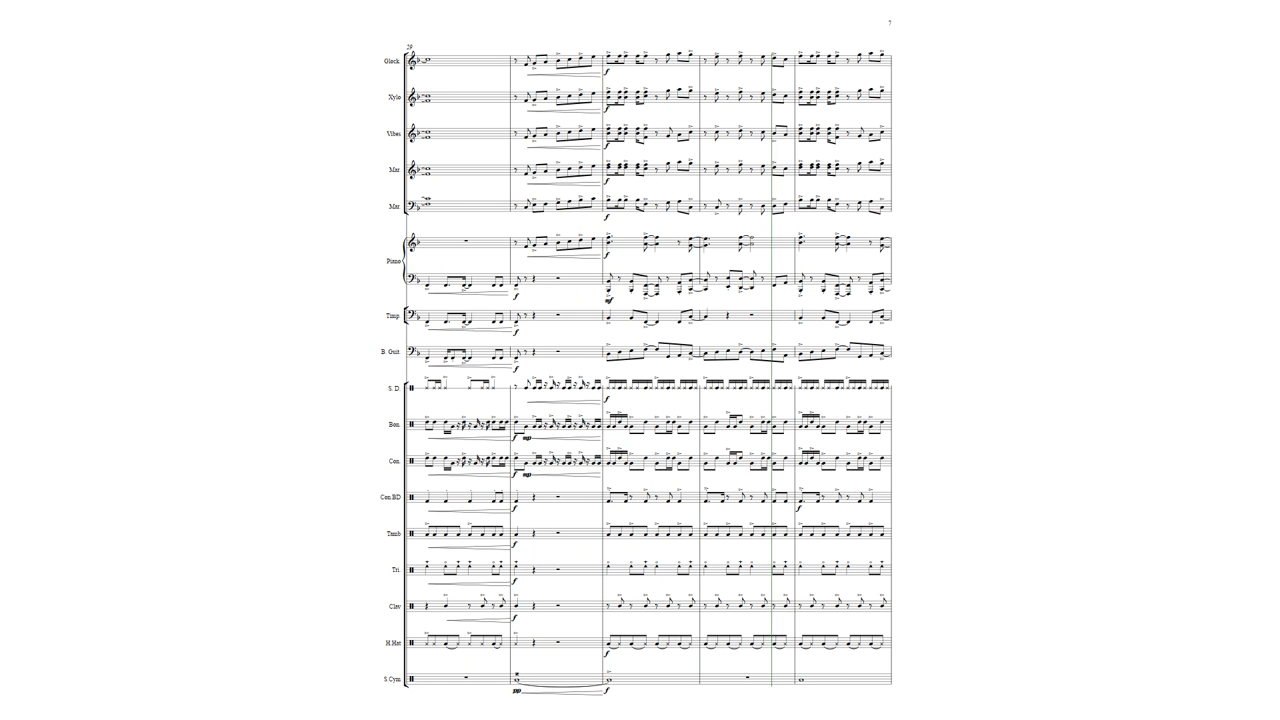 7
29
Glock.
Xylo
Vibes
Mar.
f
Mar.
f
Piano
f
f
mf
Timp.
f
B. Guit.
f
S. D.
f
Bon.
f mp
Con.
f mp
Con.BD
f
f
Tamb
f
Tri.
f
Clav
f
H.Hat
f
S.Cym
pp
f